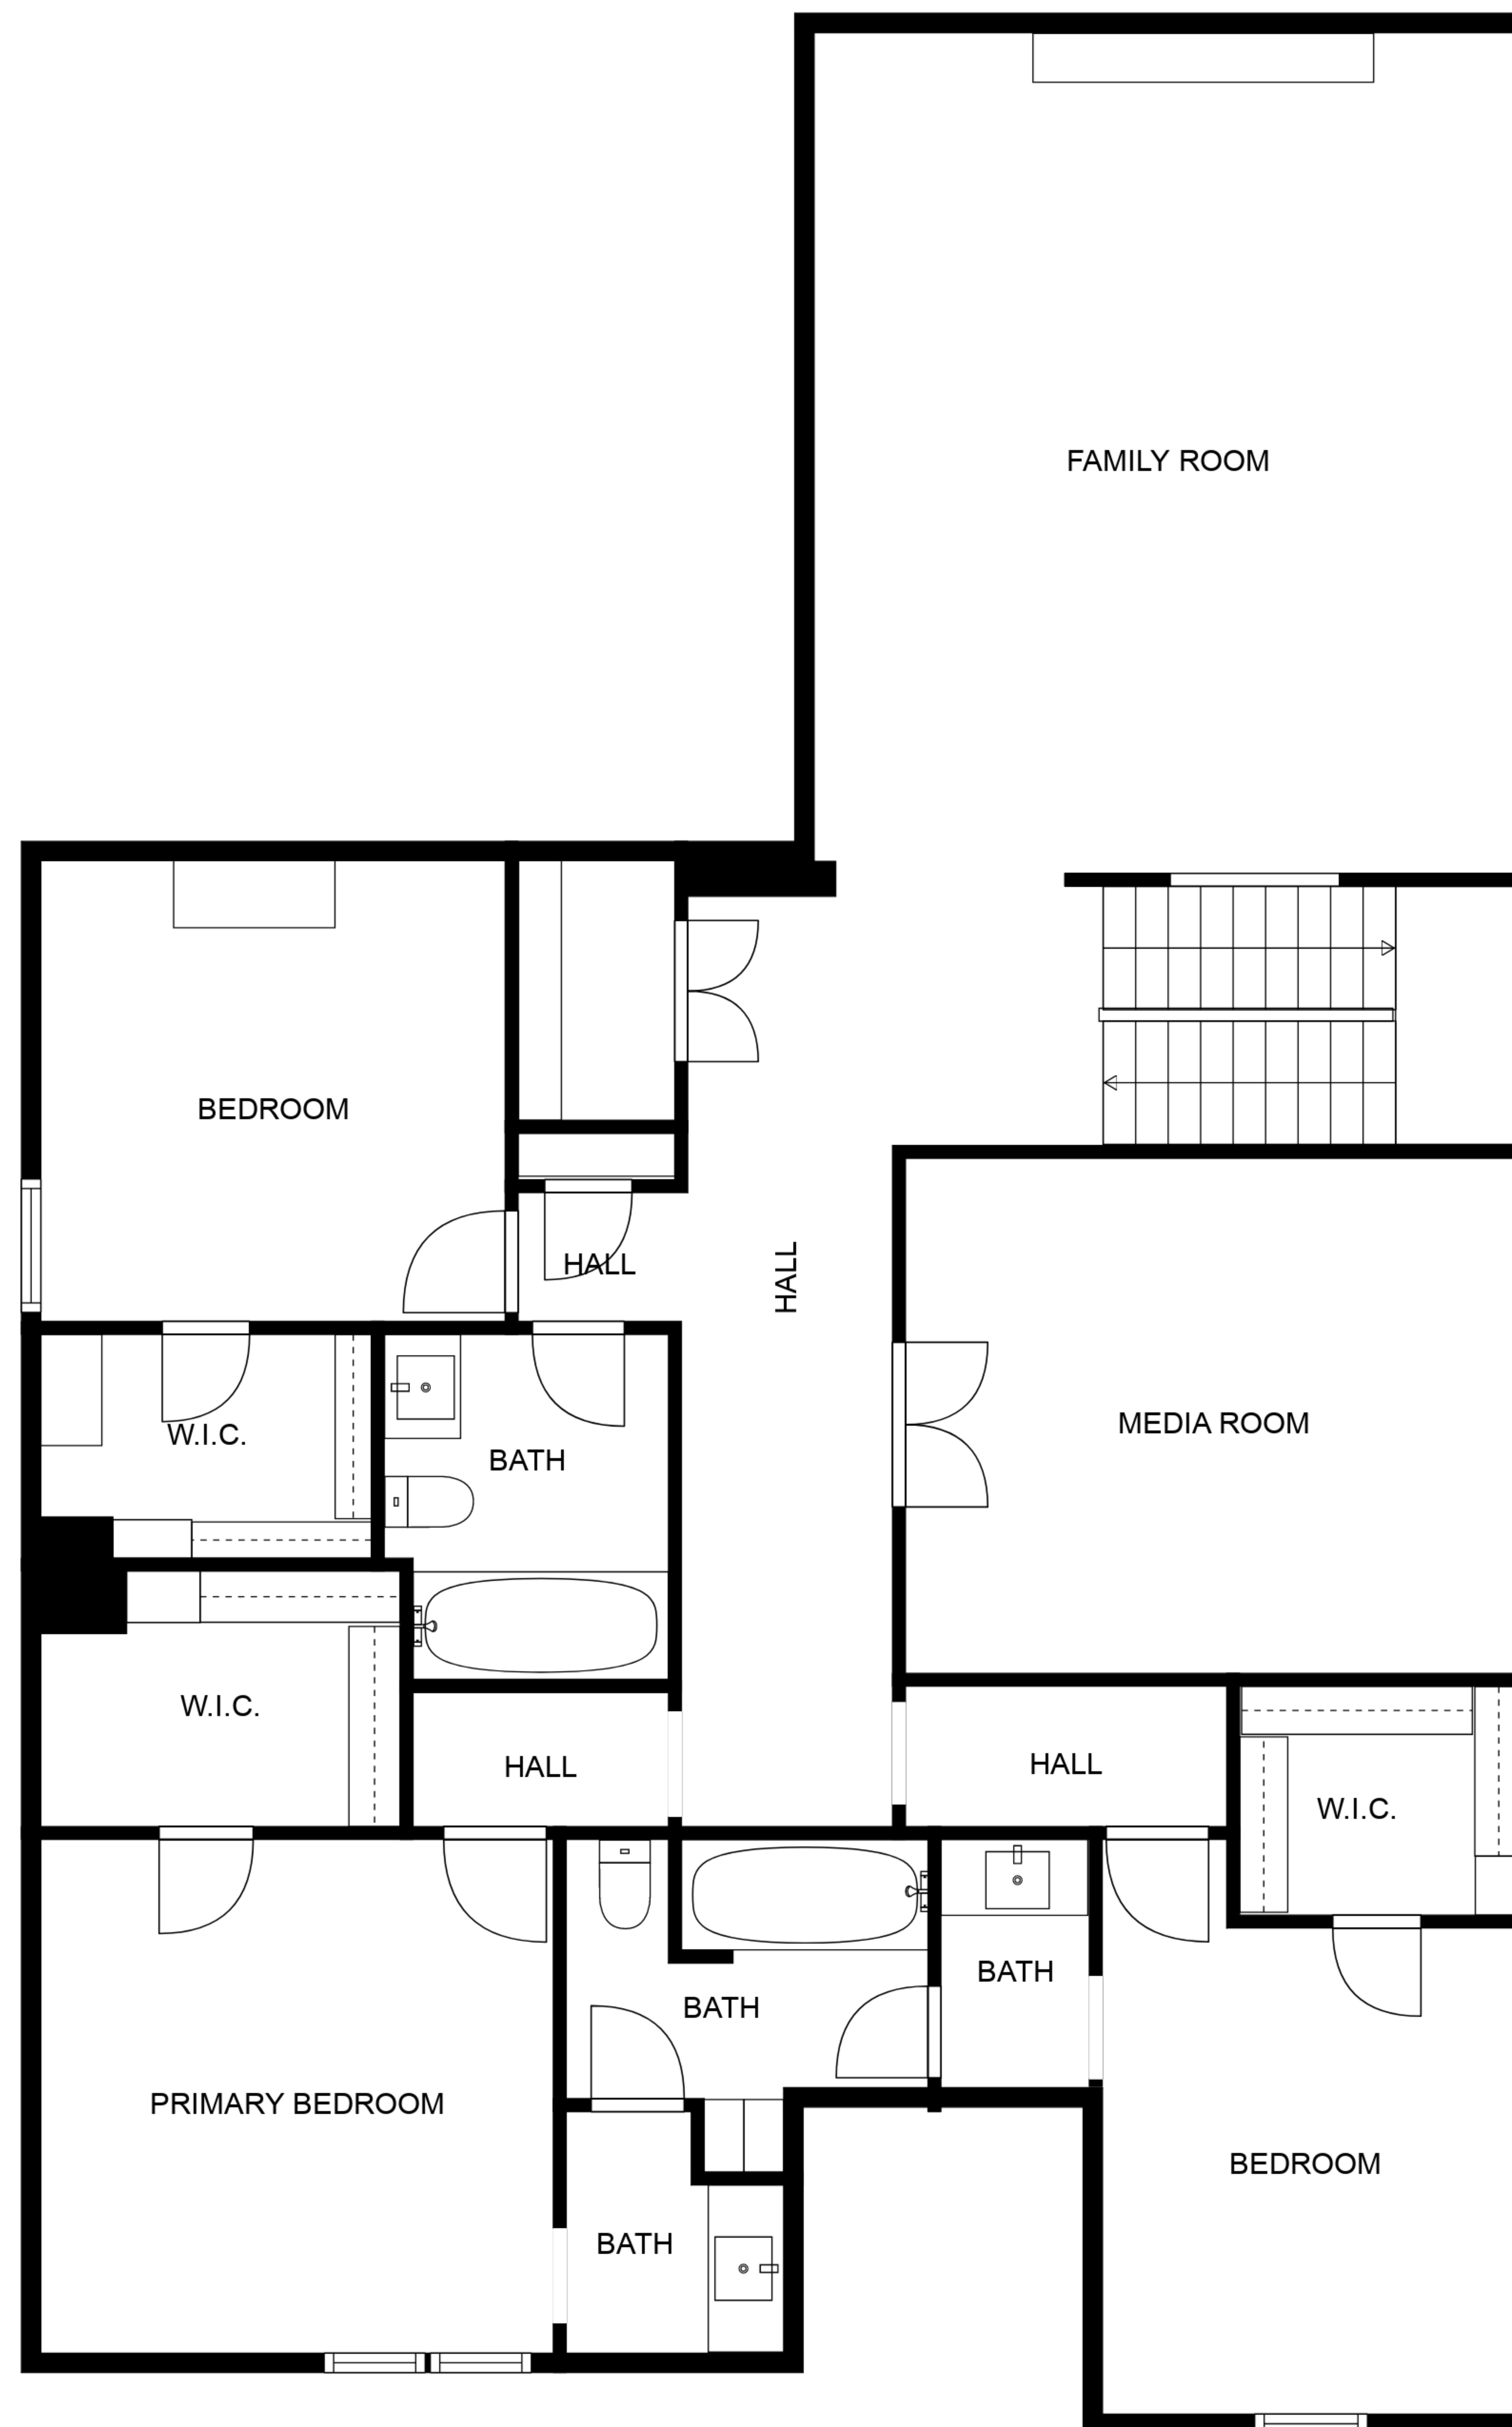 FAMILY ROOM
BEDROOM
HALL
HALL
MEDIA ROOM
W.I.C.
BATH
W.I.C.
HALL
HALL
W.I.C.
BATH
BATH
PRIMARY BEDROOM
BEDROOM
BATH